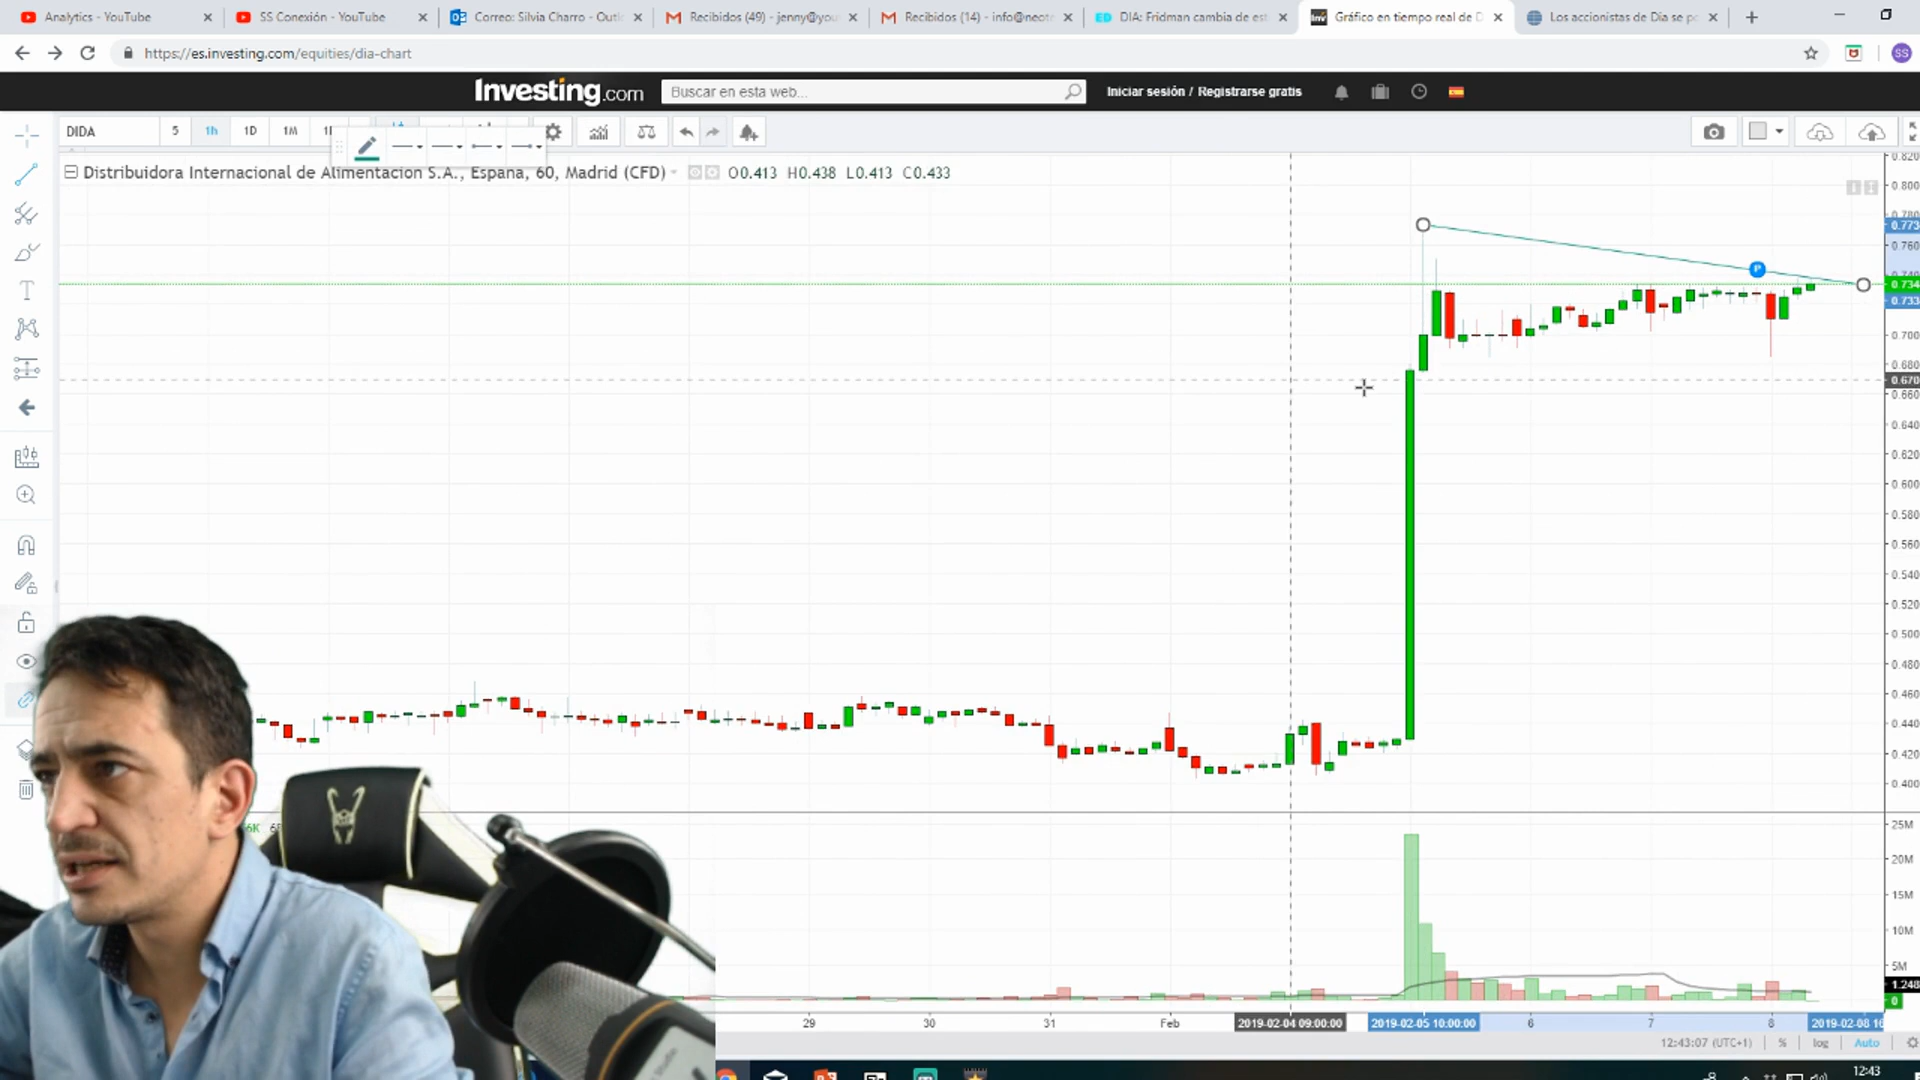 Analytics - YouTube
SS Conexión - YouTube
Correo: Silvia Charro - Outl
Recibidos (49) - jenny@you
Recibidos (14) - info@neote
DIA: Fridman cambia de est
Gráfico en tiempo real de D
Los accionistas de Dia se po
https://es.investing.com/equities/dia-chart
SS
Investing.com
Buscar en esta web...
Iniciar sesión / Registrarse gratis
DIDA
5
1h
1D
1M
Distribuidora Internacional de Alimentacion S.A., Espana, 60, Madrid (CFD)
O0.413 H0.438 L0.413 C0.433
0.820
0.800
0.780
0.773
0.760
0.740
0.734
0.733
0.700
0.680
0.670
0.660
0.640
0.620
0.600
0.580
0.560
0.540
0.520
0.500
0.480
0.460
0.440
0.420
0.400
P
25M
20M
15M
10M
5M
1.248
0
29
30
31
Feb
2019-02-04 09:00:00
2019-02-05 10:00:00
6
7
8
2019-02-08 16
12:43:07 (UTC+1)
%
log
Auto
12:43